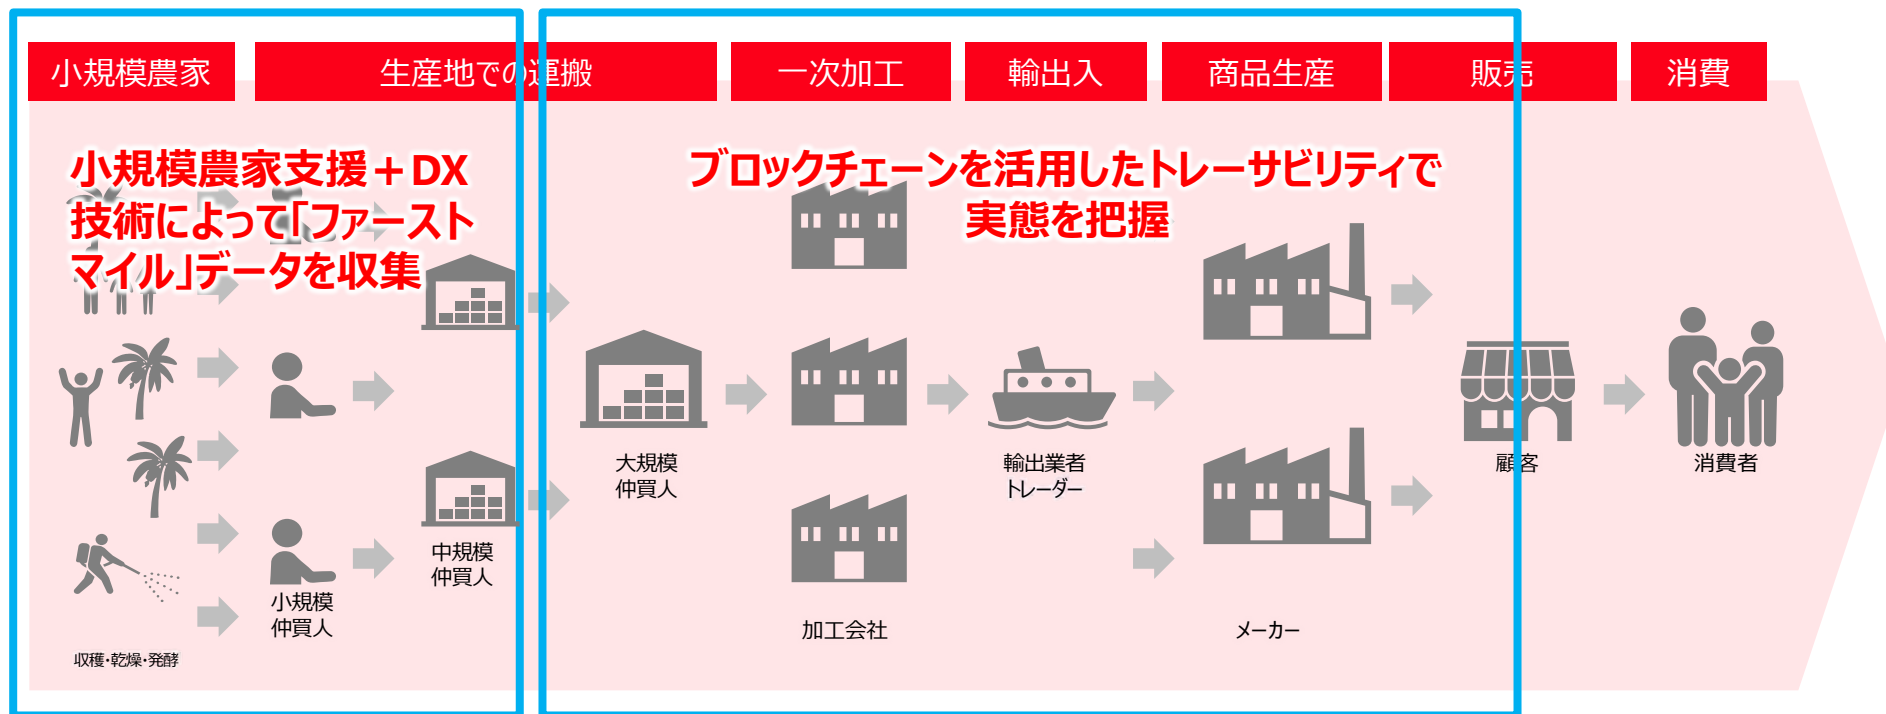 小規模農家
生産地での運搬
一次加工
輸出入
商品生産
販売
消費
小規模農家支援+DX
技術によって「ファースト
マイル」データを収集
ブロックチェーンを活用したトレーサビリティで
実態を把握
収穫・乾燥・発酵
小規模
仲買人
中規模
仲買人
大規模
仲買人
加工会社
輸出業者
トレーダー
メーカー
顧客
消費者